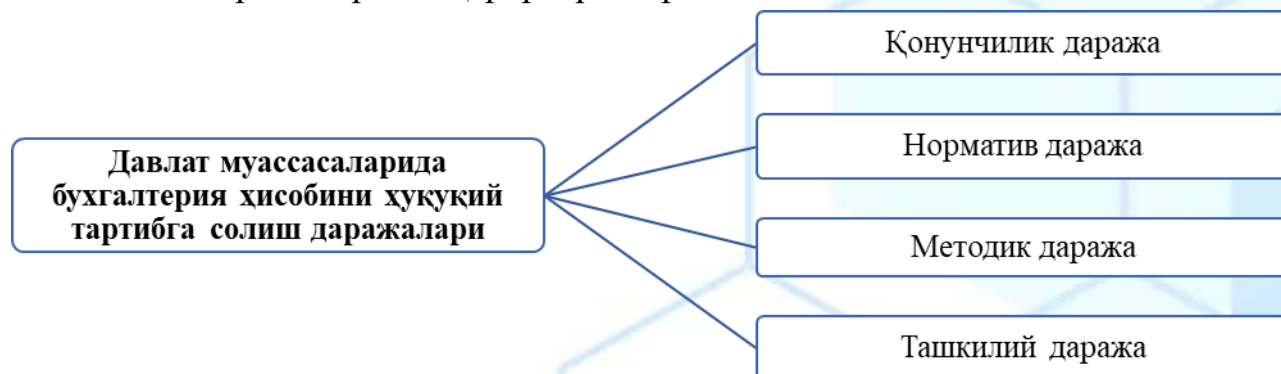 Давлат муассасаларида
бухгалтерия ҳисобини ҳуқуқий
тартибга солиш даражалари
Қонунчилик даража
Норматив даража
Методик даража
Ташкилий даража